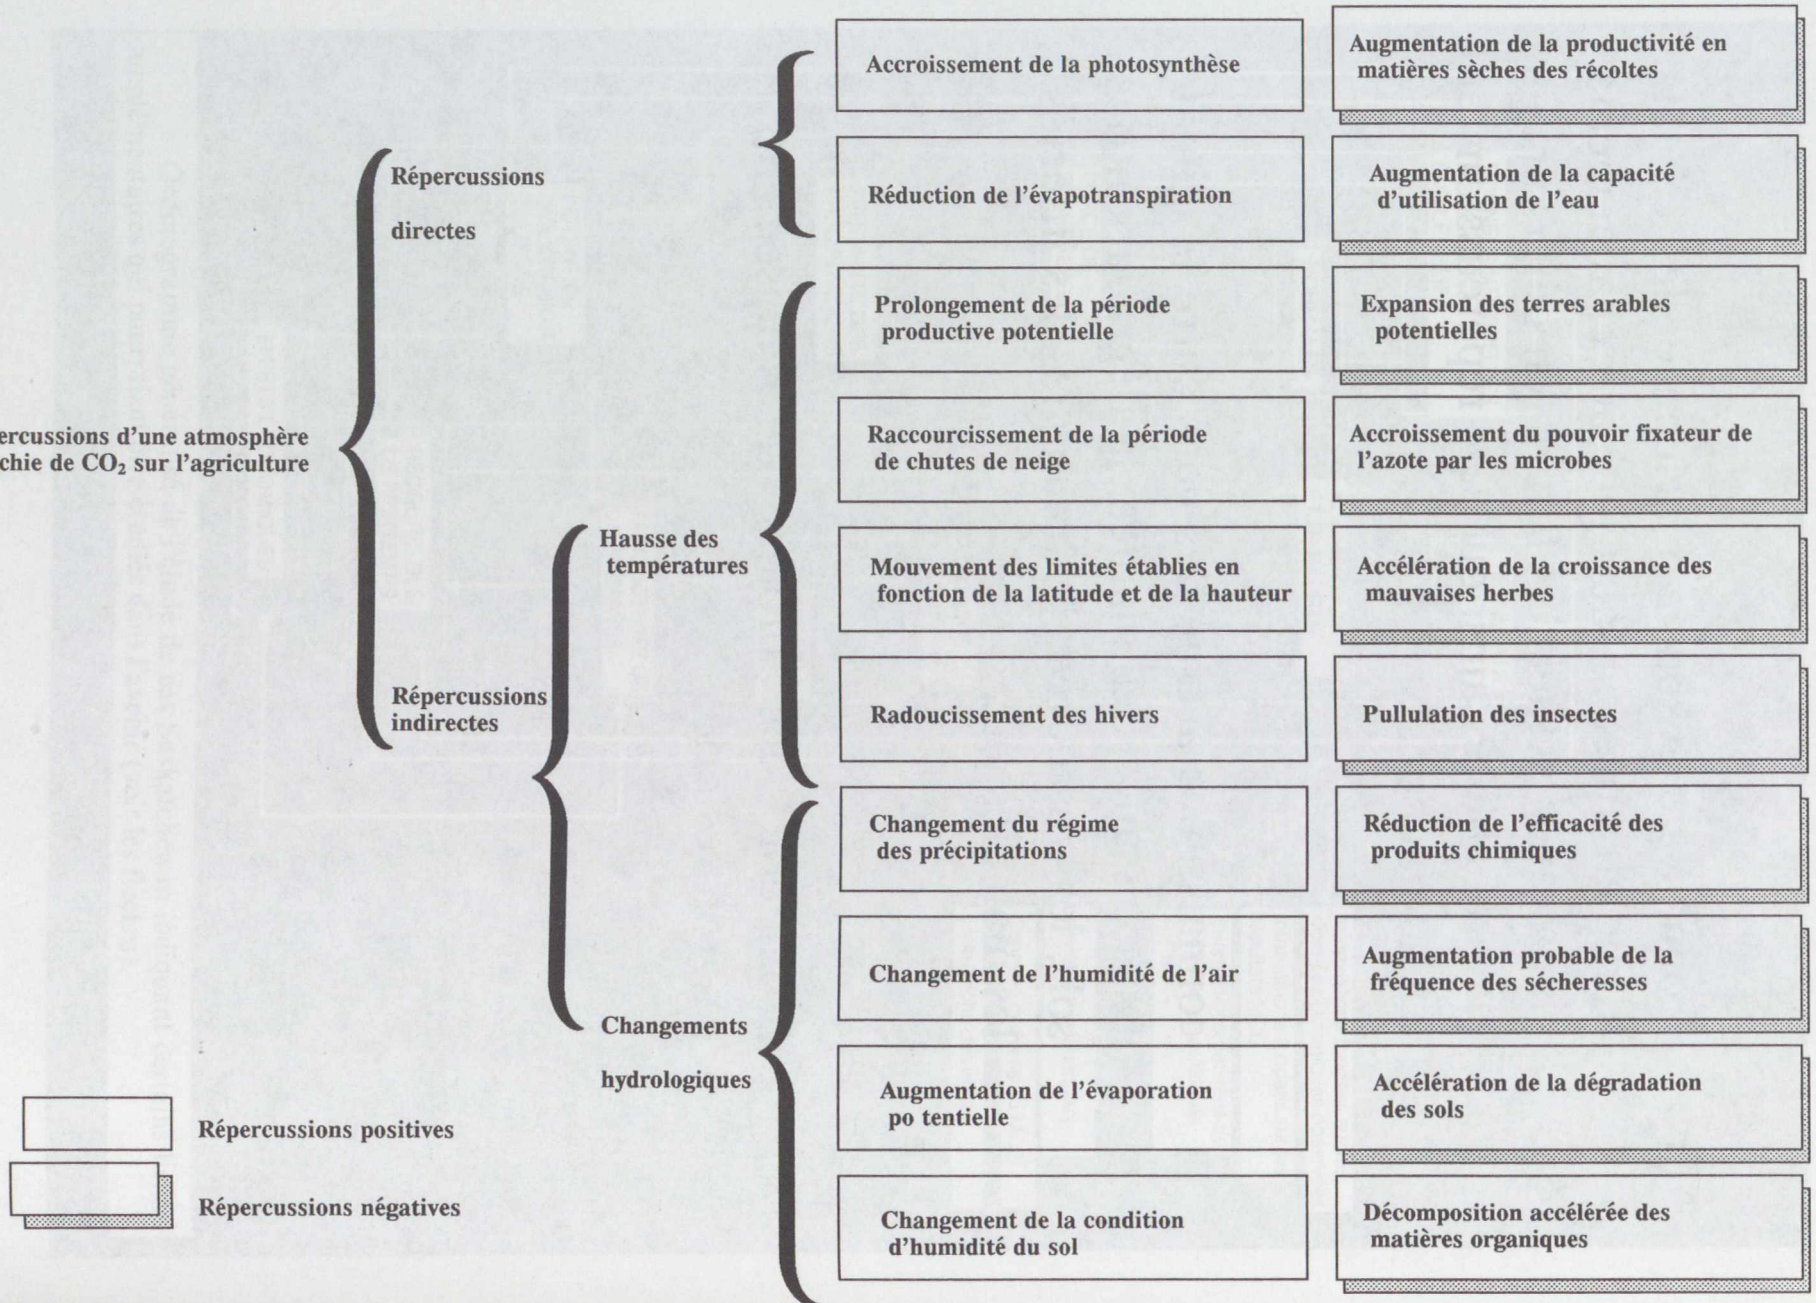 Accroissement de la photosynthèse
Augmentation de la productivité en
matières sèches des récoltes
Répercussions
directes
Réduction de l'évapotranspiration
Augmentation de la capacité
d'utilisation de l'eau
Prolongement de la période
productive potentielle
Expansion des terres arables
potentielles
ercussions d'une atmosphère
chie de CO₂ sur l'agriculture
Raccourcissement de la période
de chutes de neige
Accroissement du pouvoir fixateur de
l'azote par les microbes
Hausse des
températures
Mouvement des limites établies en
fonction de la latitude et de la hauteur
Accélération de la croissance des
mauvaises herbes
Répercussions
indirectes
Radoucissement des hivers
Pullulation des insectes
Changement du régime
des précipitations
Réduction de l'efficacité des
produits chimiques
Changement de l'humidité de l'air
Augmentation probable de la
fréquence des sécheresses
Changements
hydrologiques
Augmentation de l'évaporation
po tentielle
Accélération de la dégradation
des sols
Changement de la condition
d'humidité du sol
Décomposition accélérée des
matières organiques
Répercussions positives
Répercussions négatives